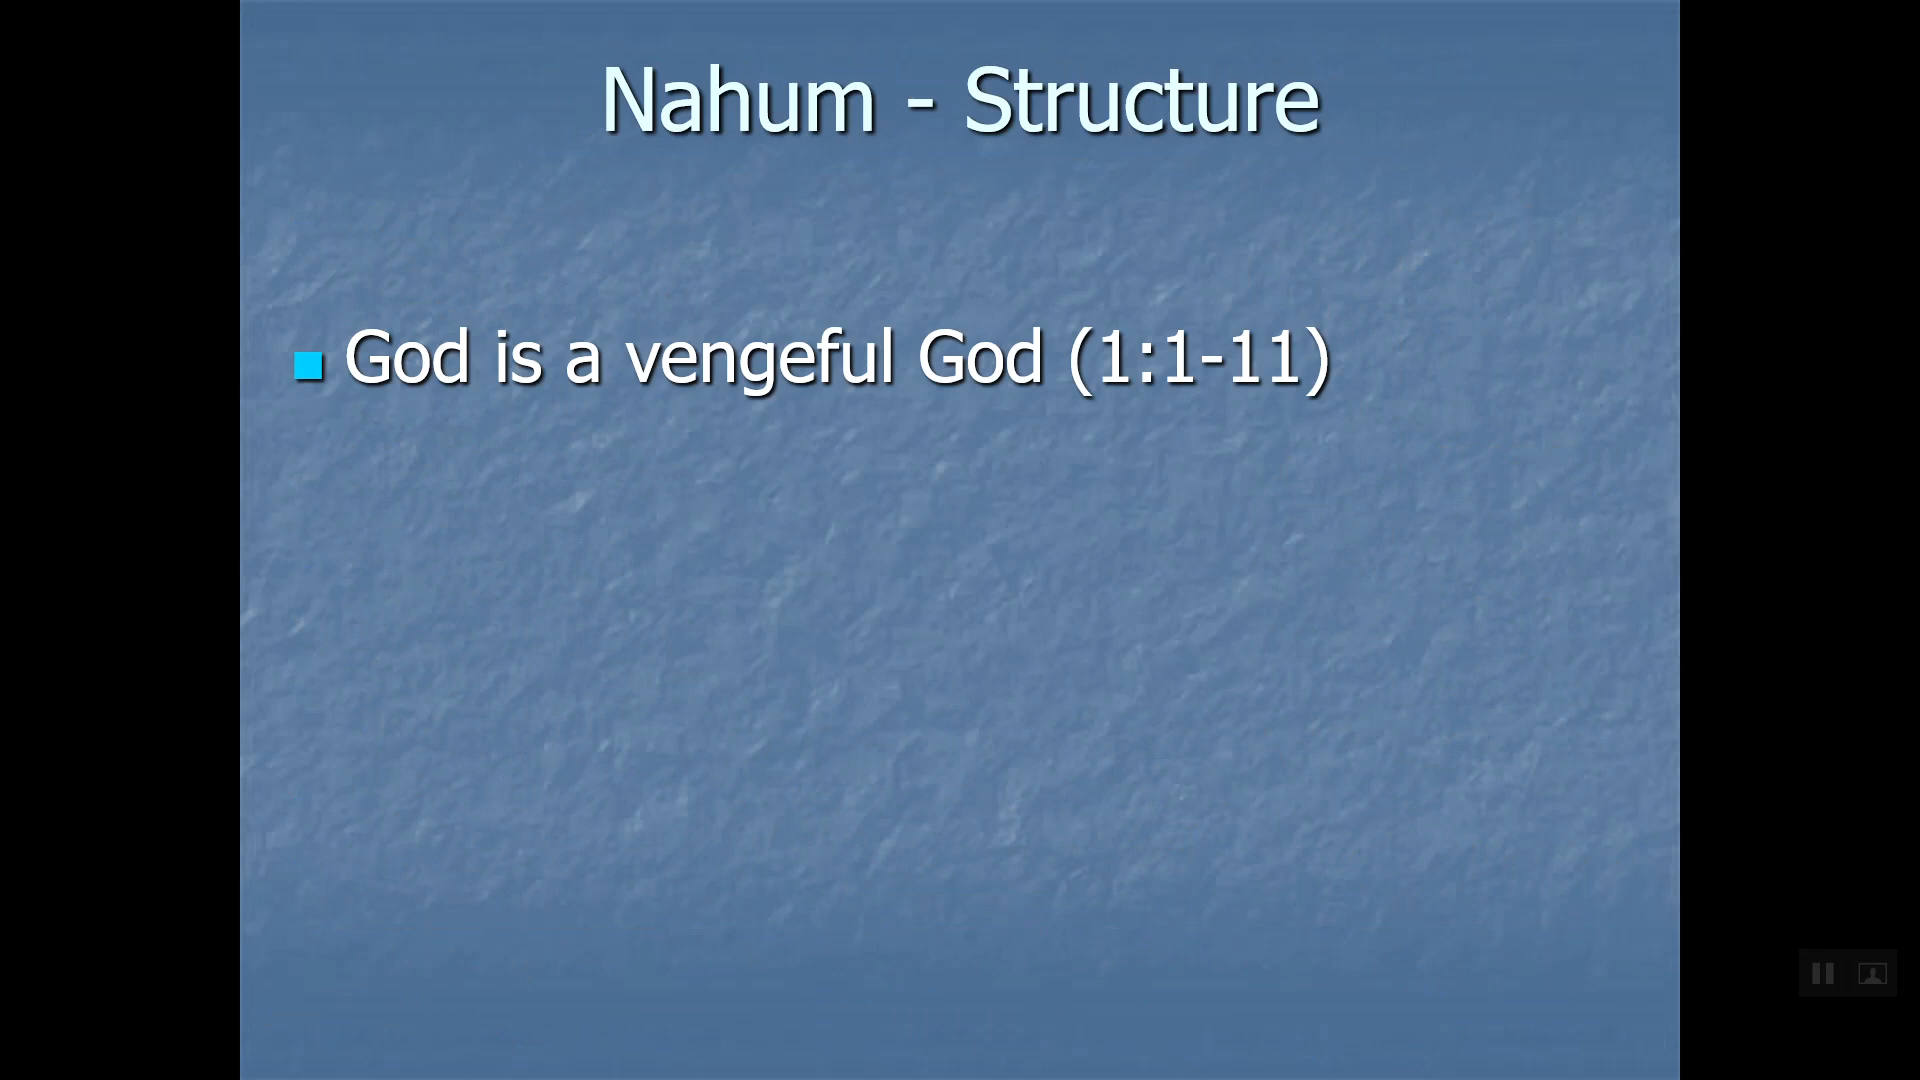 Nahum - Structure
God is a vengeful God (1:1-11)